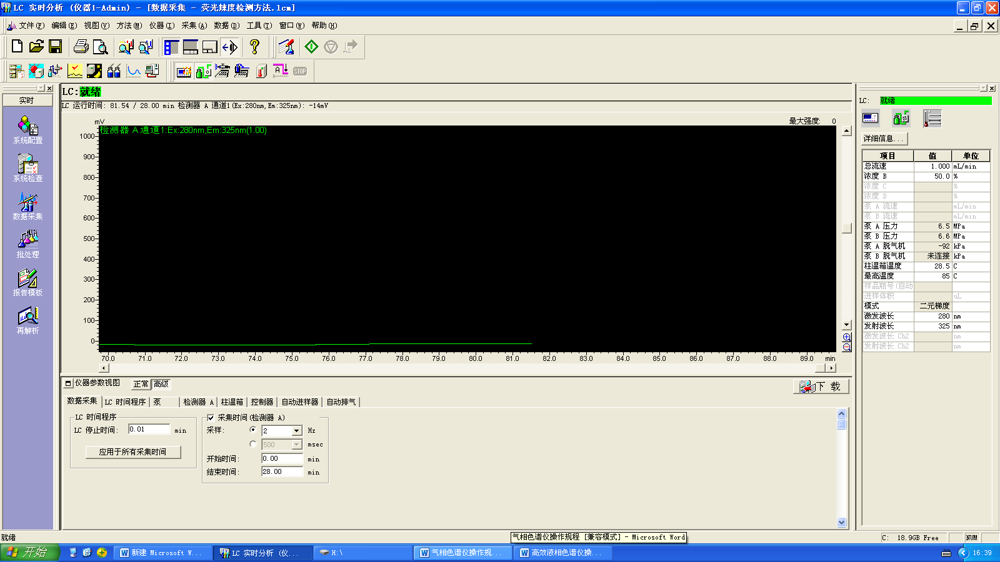 LC 实时分析 (仪器1-Admin) - [数据采集 - 荧光辣度检测方法.lcm]
文件(F) 编辑(E) 视图(V) 方法(M) 仪器(I) 采集(A) 数据(D) 工具(T) 窗口(W) 帮助(H)
STOP
实时
系统配置
系统检查
数据采集
批处理
报告模板
再解析
LC:就绪
LC 运行时间: 81.54 / 28.00 min 检测器 A 通道1(Ex:280nm,Em:325nm): -14mV
mV
最大强度: 0
检测器 A 通道1:Ex:280nm,Em:325nm(1.00)
1000
900
800
700
600
500
400
300
200
100
0
70.0 71.0 72.0 73.0 74.0 75.0 76.0 77.0 78.0 79.0 80.0 81.0 82.0 83.0 84.0 85.0 86.0 87.0 88.0 89.0 min
仪器参数视图 正常 高级
下 载
数据采集 LC 时间程序 泵 检测器 A 柱温箱 控制器 自动进样器 自动排气
LC 时间程序
LC 停止时间: 0.01 min
应用于所有采集时间
采集时间(检测器 A)
采样: 2 Hz
500 msec
开始时间: 0.00 min
结束时间: 28.00 min
LC: 就绪
详细信息...
项目 值 单位
总流速 1.000 mL/min
浓度 B 50.0 %
浓度 C %
浓度 D %
泵 A 流速 mL/min
泵 B 流速 mL/min
泵 A 压力 6.5 MPa
泵 B 压力 6.6 MPa
泵 A 脱气机 -92 kPa
泵 B 脱气机 未连接 kPa
柱温箱温度 28.5 C
最高温度 85 C
样品瓶号(自动
进样体积 uL
模式 二元梯度
激发波长 280 nm
发射波长 325 nm
激发波长 Ch2 nm
发射波长 Ch2 nm
就绪
气相色谱仪操作规程 [兼容模式] - Microsoft Word
C: 18.9GB Free NUM
开始
新建 Microsoft W...
LC 实时分析 (仪...
H:\
气相色谱仪操作规...
高效液相色谱仪操...
16:39